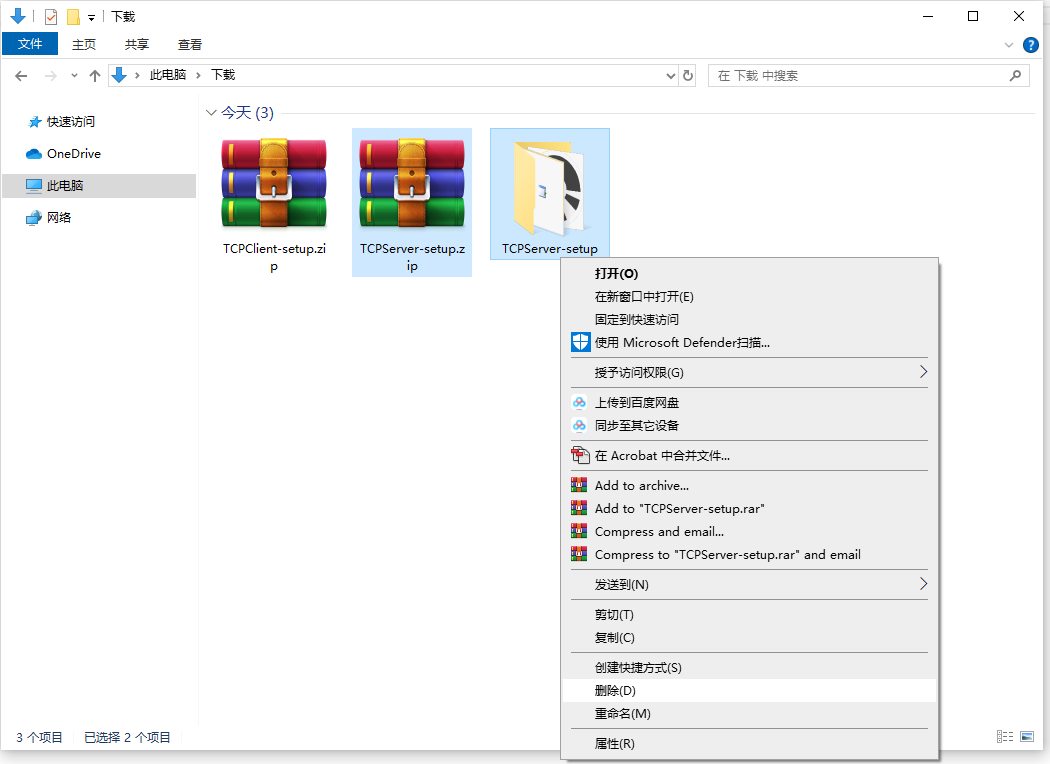 下载
文件 主页 共享 查看
此电脑 下载
在 下载 中搜索
快速访问
OneDrive
此电脑
网络
今天 (3)
TCPClient-setup.zi
p
TCPServer-setup.z
ip
TCPServer-setup
打开(O)
在新窗口中打开(E)
固定到快速访问
使用 Microsoft Defender扫描...
授予访问权限(G)
上传到百度网盘
同步至其它设备
在 Acrobat 中合并文件...
Add to archive...
Add to "TCPServer-setup.rar"
Compress and email...
Compress to "TCPServer-setup.rar" and email
发送到(N)
剪切(T)
复制(C)
创建快捷方式(S)
删除(D)
重命名(M)
属性(R)
3 个项目 已选择 2 个项目